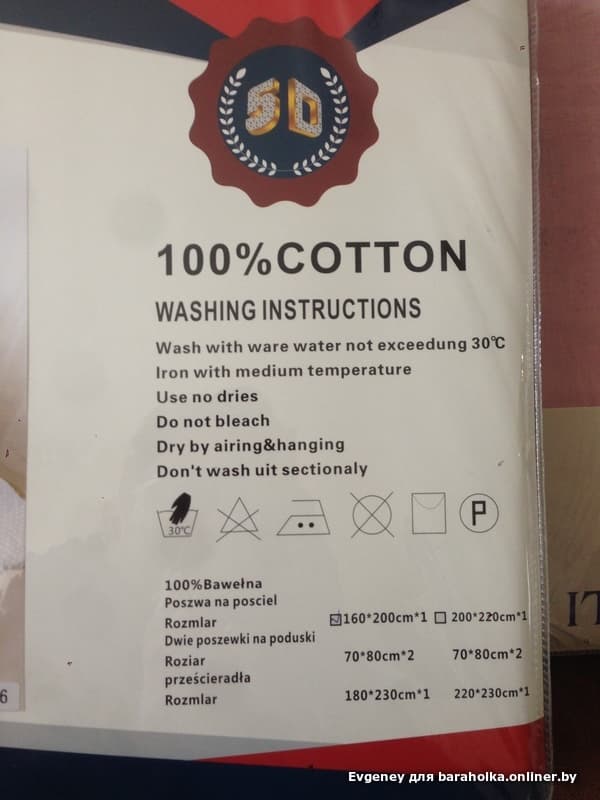 5D
100%COTTON
WASHING INSTRUCTIONS
Wash with ware water not exceedung 30℃
Iron with medium temperature
Use no dries
Do not bleach
Dry by airing&hanging
Don't wash uit sectionaly
30℃
P
100%Bawełna
Poszwa na posciel
Rozmlar 160*200cm*1 200*220cm*1
Dwie poszewki na poduski
Roziar 70*80cm*2 70*80cm*2
prześcieradła
Rozmlar 180*230cm*1 220*230cm*1
6
IT
Evgeney для baraholka.onliner.by